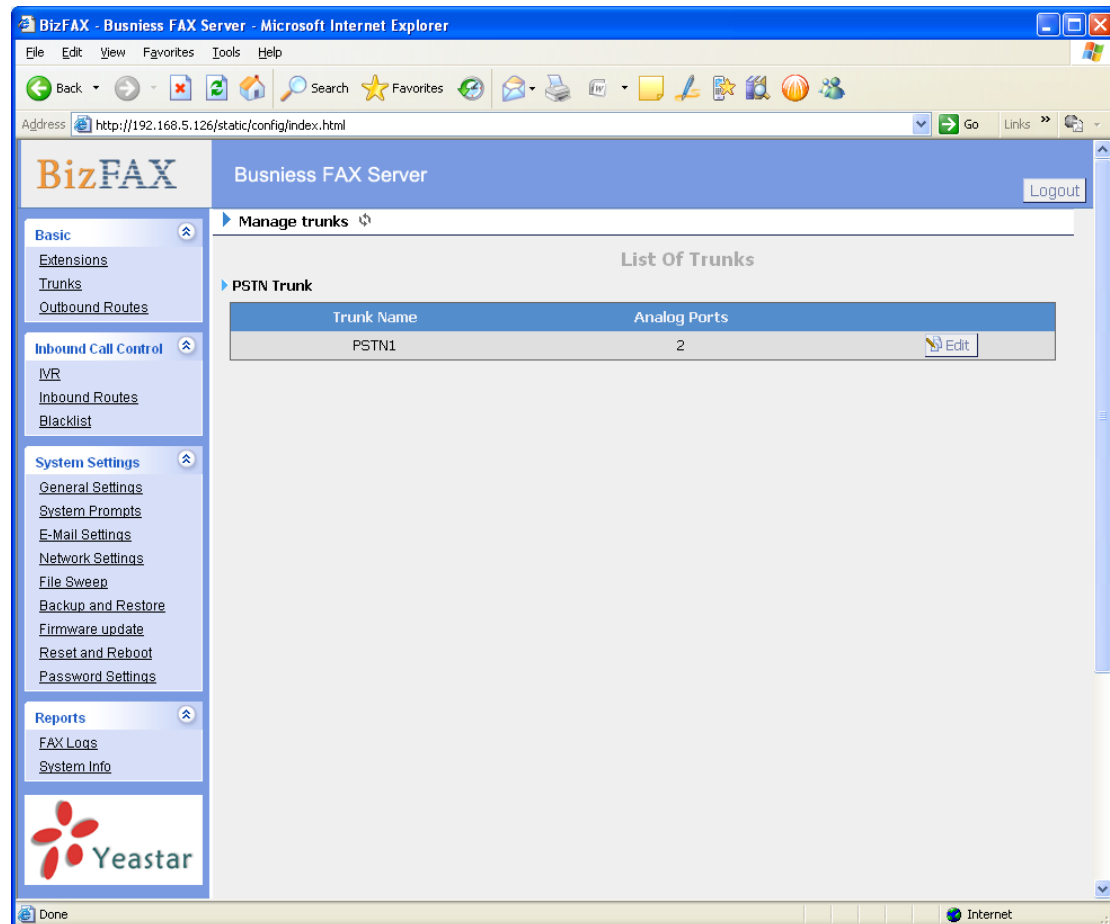 BizFAX - Busniess FAX Server - Microsoft Internet Explorer
File Edit View Favorites Tools Help
Back Search Favorites
Address http://192.168.5.126/static/config/index.html Go Links »
BizFAX Busniess FAX Server
Logout
Manage trunks
List Of Trunks
PSTN Trunk
Trunk Name Analog Ports
PSTN1 2 Edit
Basic
Extensions
Trunks
Outbound Routes
Inbound Call Control
IVR
Inbound Routes
Blacklist
System Settings
General Settings
System Prompts
E-Mail Settings
Network Settings
File Sweep
Backup and Restore
Firmware update
Reset and Reboot
Password Settings
Reports
FAX Logs
System Info
Yeastar
Done Internet